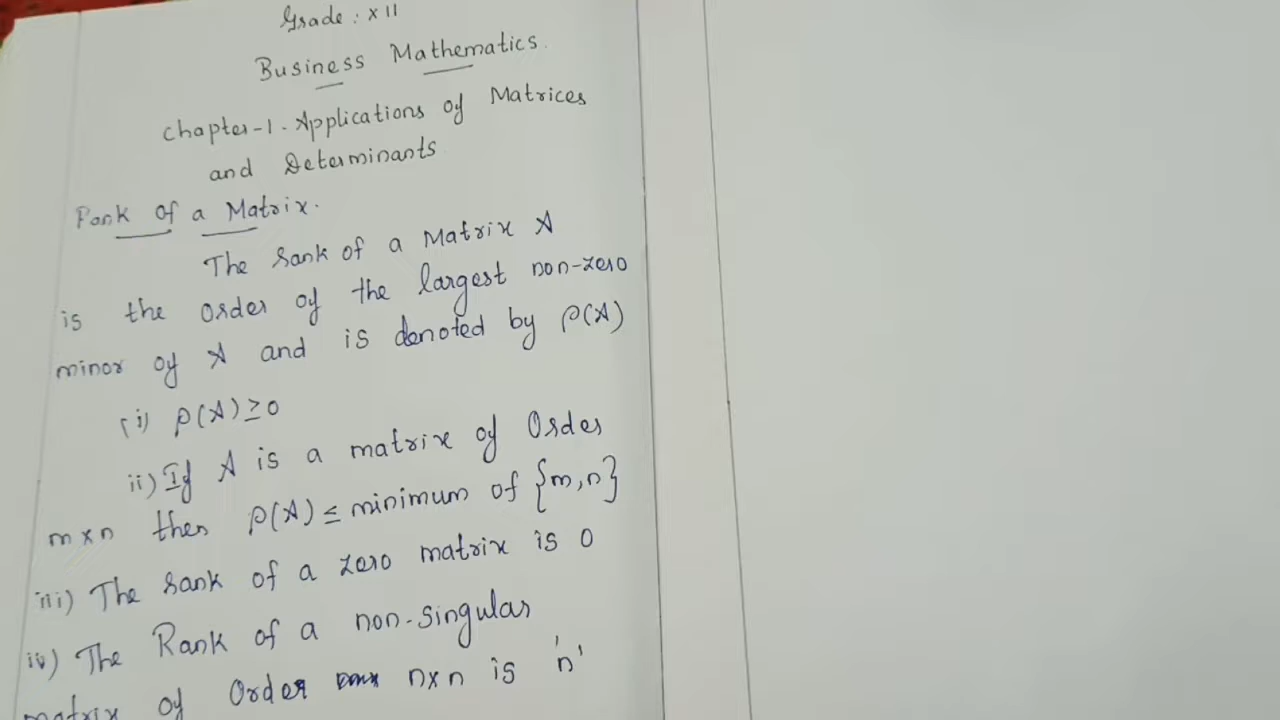 Grade : XII
Business Mathematics.
Chapter-1. Applications of Matrices
and Determinants
Rank of a Matrix.
The rank of a Matrix A
is the order of the largest non-zero
minor of A and is denoted by ρ(A)
(i) ρ(A) ≥ 0
ii) If A is a matrix of Order
m x n then ρ(A) ≤ minimum of {m,n}
iii) The rank of a zero matrix is 0
iv) The Rank of a non-singular
matrix of Order n x n is 'n'